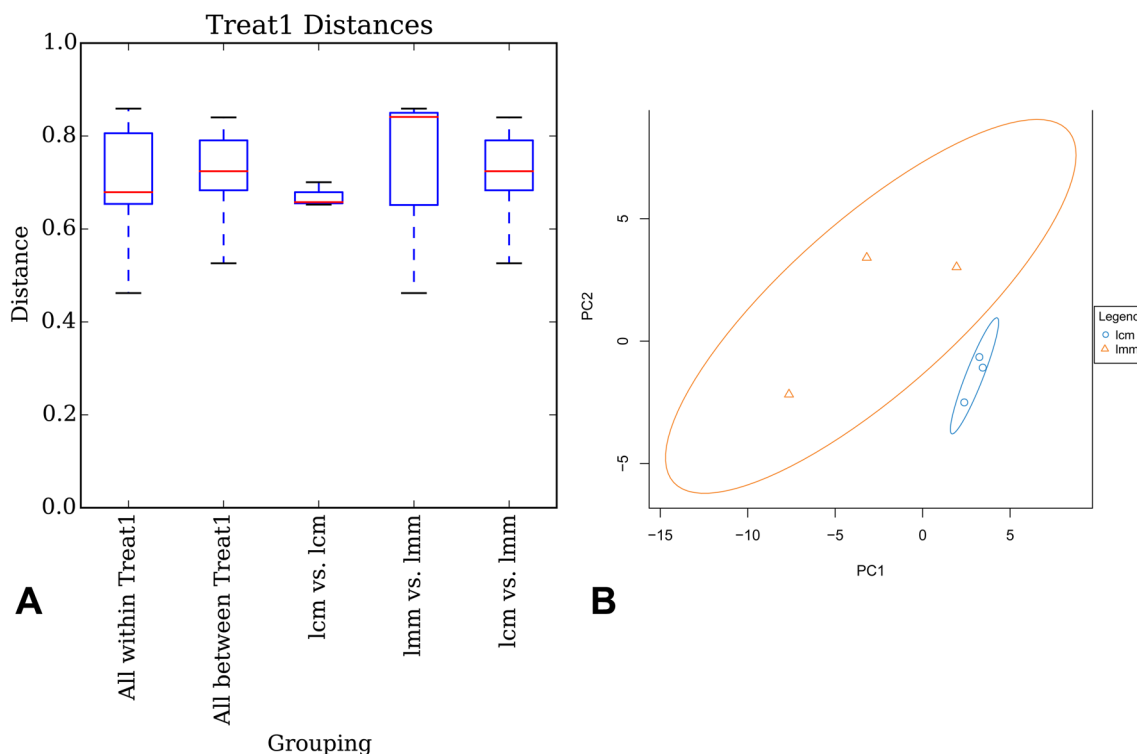 Treat1 Distances
1.0
0.8
0.6
0.4
0.2
0.0
Distance
All within Treat1
All between Treat1
lcm vs. lcm
lmm vs. lmm
lcm vs. lmm
Grouping
A
5
0
−5
PC2
−15
−10
−5
0
5
PC1
Legend
lcm
lmm
B